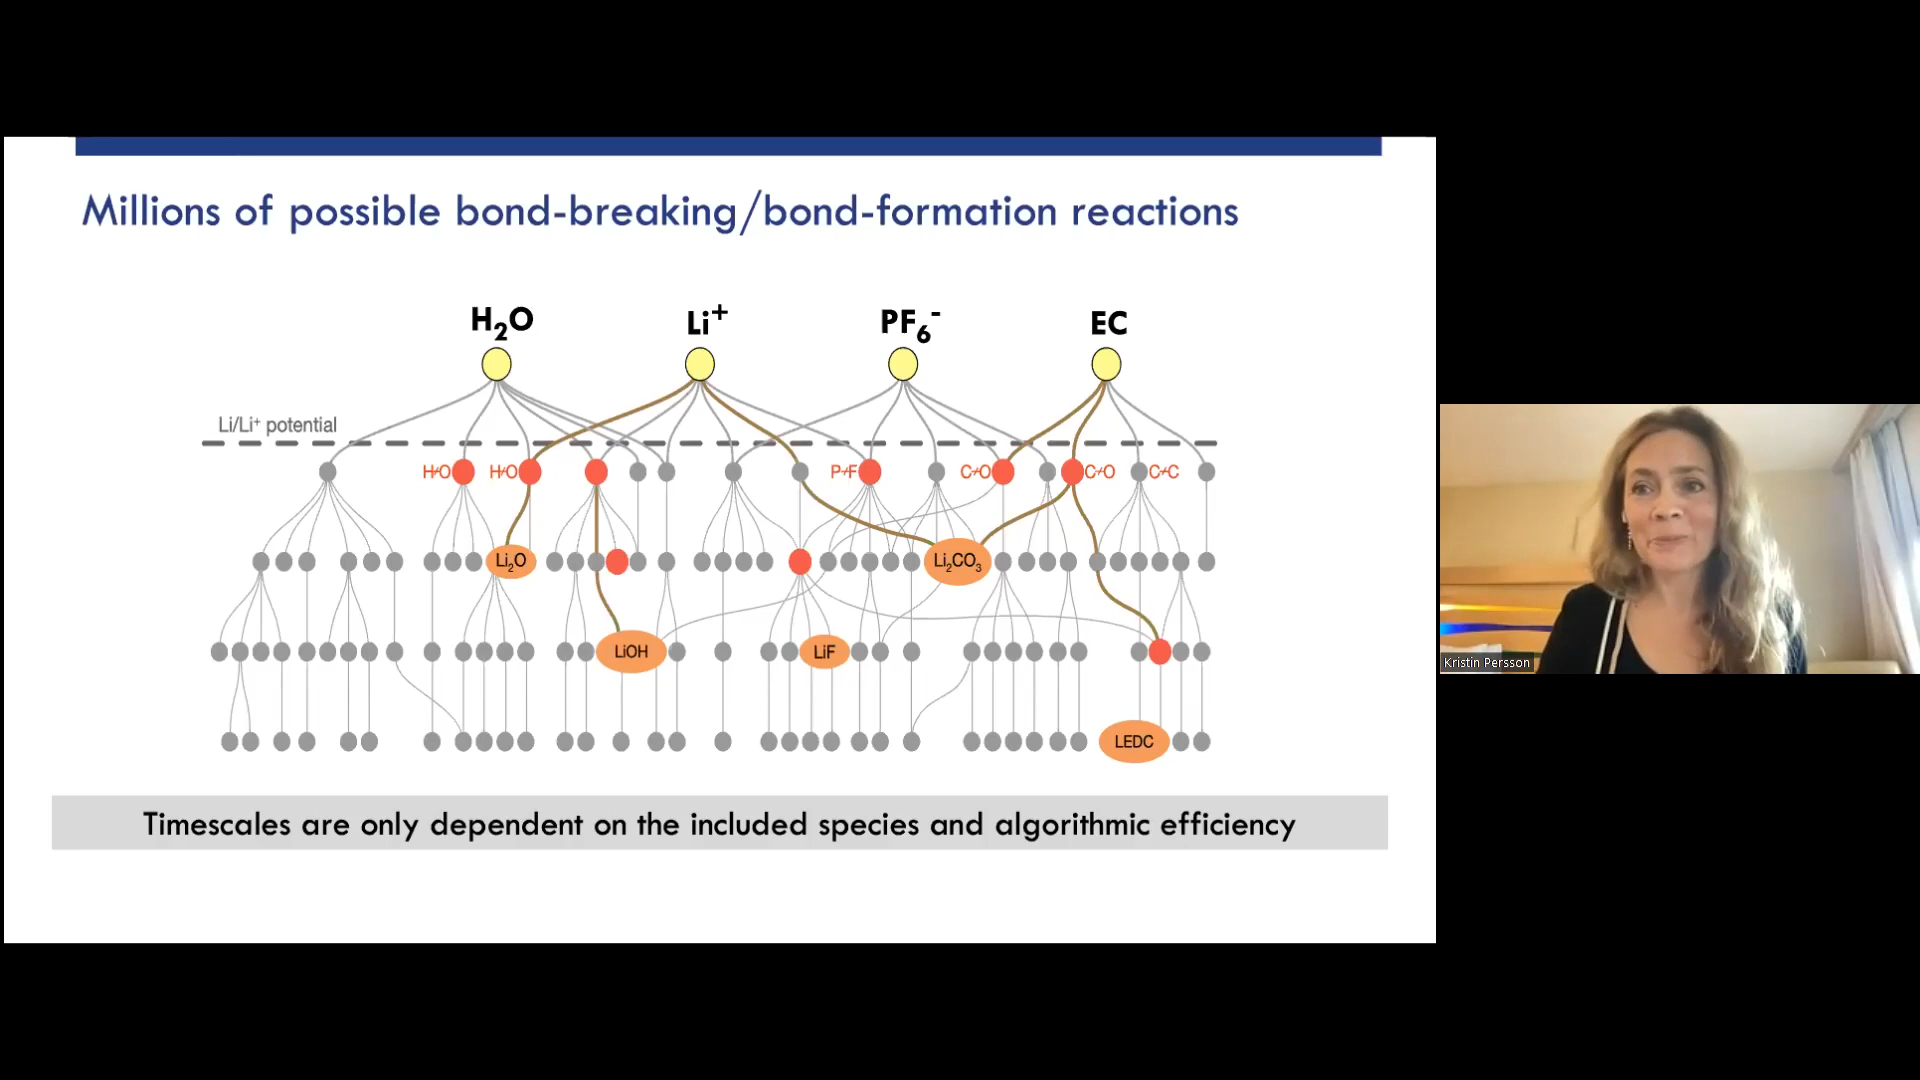 Millions of possible bond-breaking/bond-formation reactions
H₂O Li⁺ PF₆⁻ EC
Li/Li⁺ potential
H≁O H≁O P≁F C≁O C≁O C≁C
Li₂O Li₂CO₃
LiOH LiF
LEDC
Timescales are only dependent on the included species and algorithmic efficiency
Kristin Persson